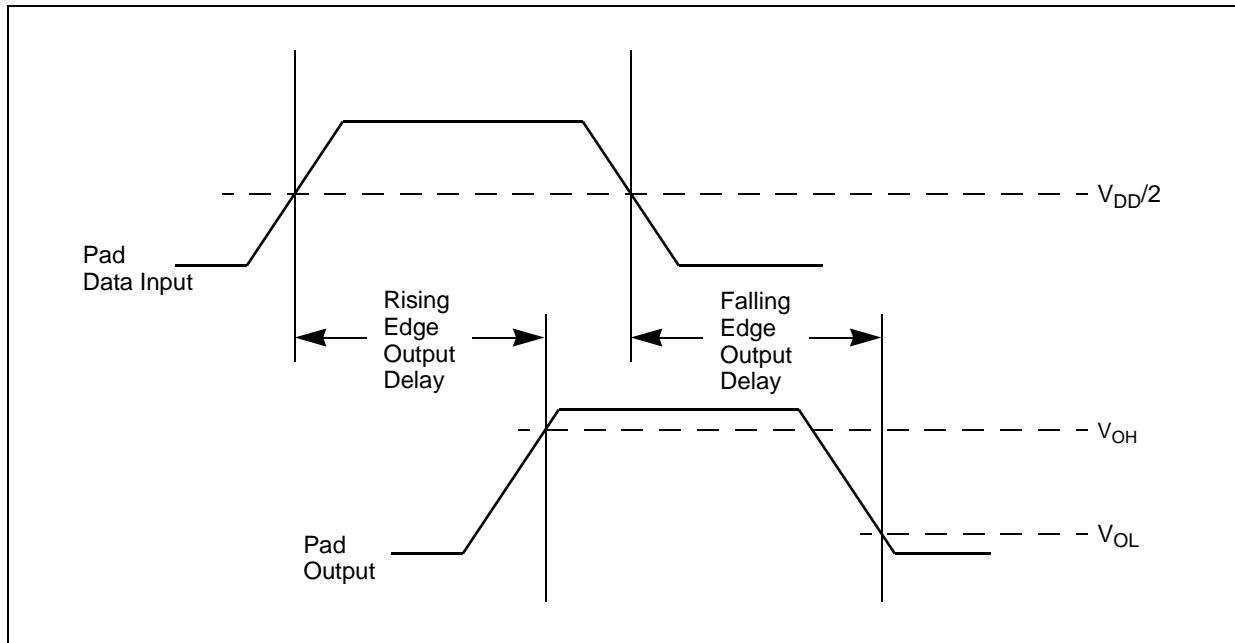 V_DD/2
Pad
Data Input
Rising
Edge
Output
Delay
Falling
Edge
Output
Delay
V_OH
V_OL
Pad
Output